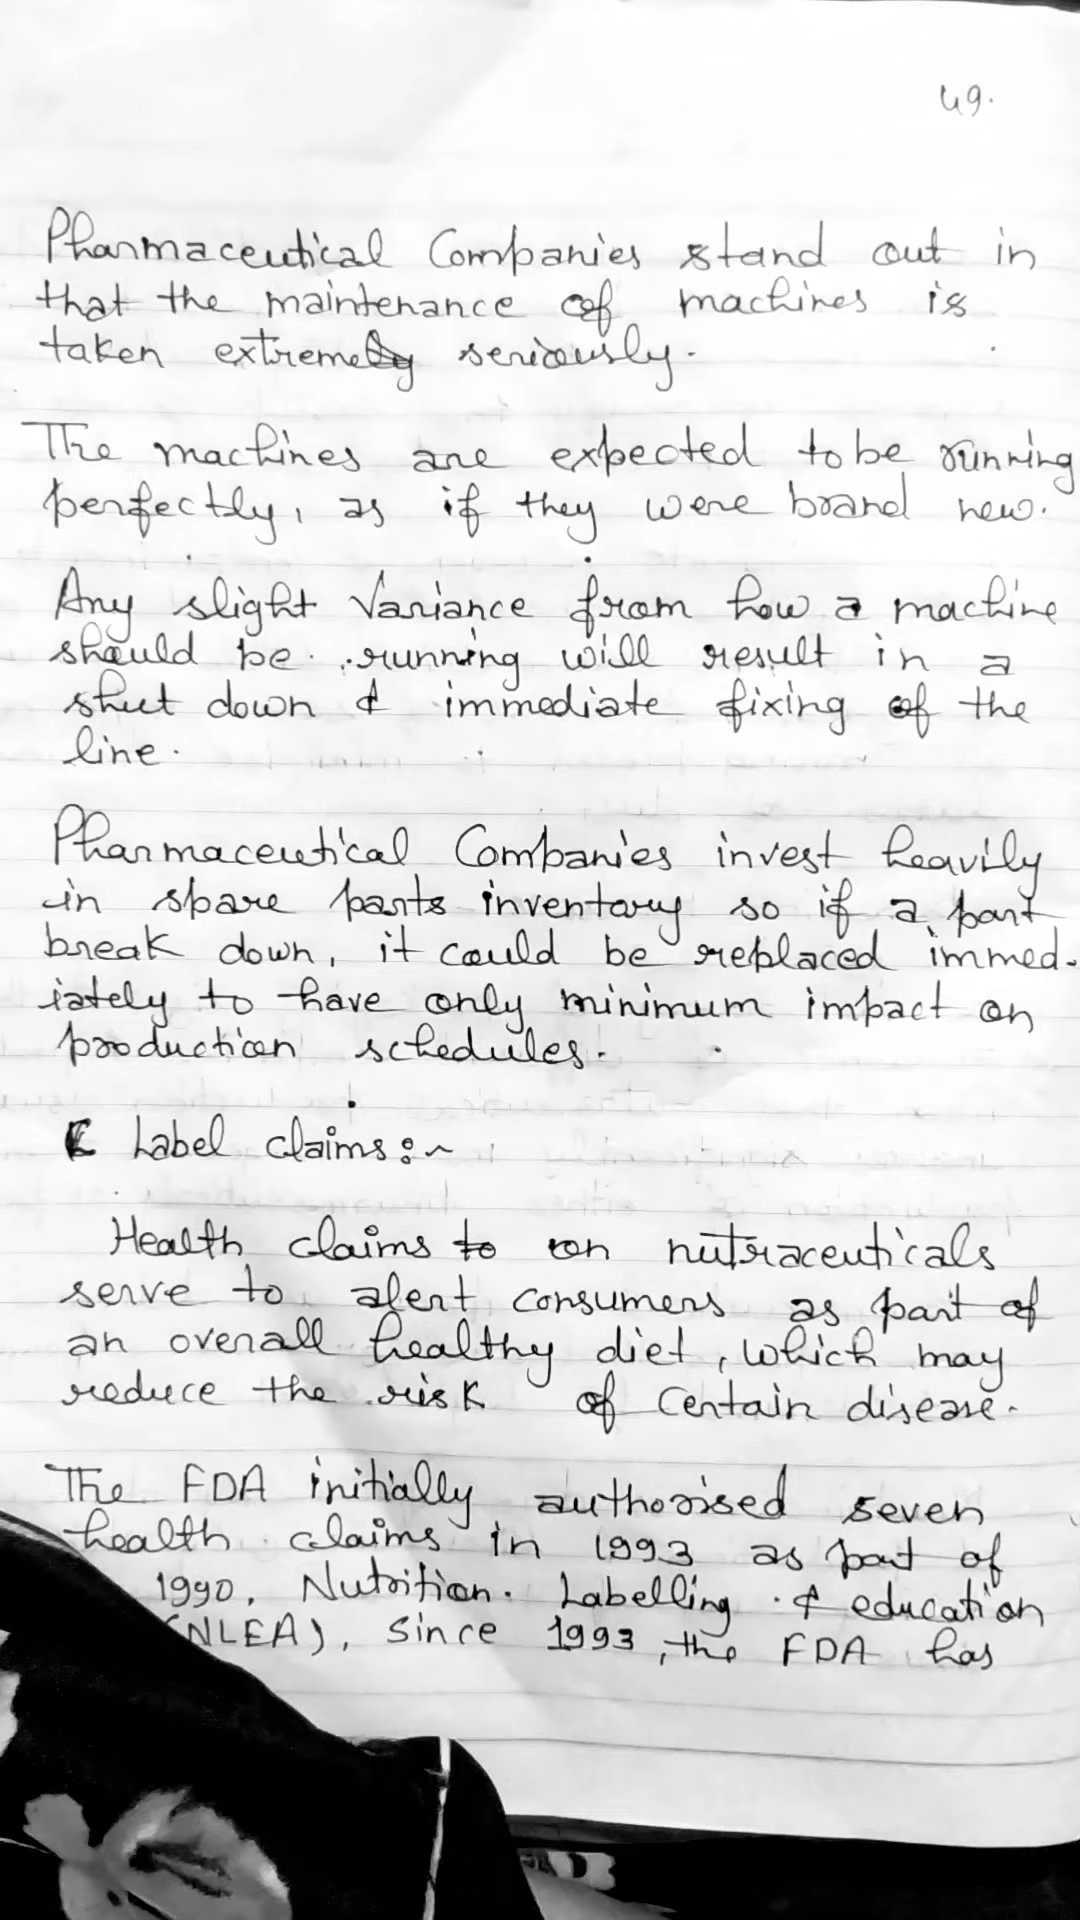 49.
Pharmaceutical Companies stand out in
that the maintenance of machines is
taken extremely seriously.
The machines are expected to be running
perfectly, as if they were brand new.
Any slight Variance from how a machine
should be running will result in a
shut down & immediate fixing of the
line.
Pharmaceutical Companies invest heavily
in spare parts inventory so if a part
break down, it could be replaced immed-
iately to have only minimum impact on
production schedules.
Label claims:~
Health claims to on nutraceuticals
serve to alert consumers as part of
an overall healthy diet, which may
reduce the risk of Certain disease.
The FDA initially authorised seven
health claims in 1993 as part of
1990, Nutrition. Labelling & education
(NLEA), Since 1993, the FDA has